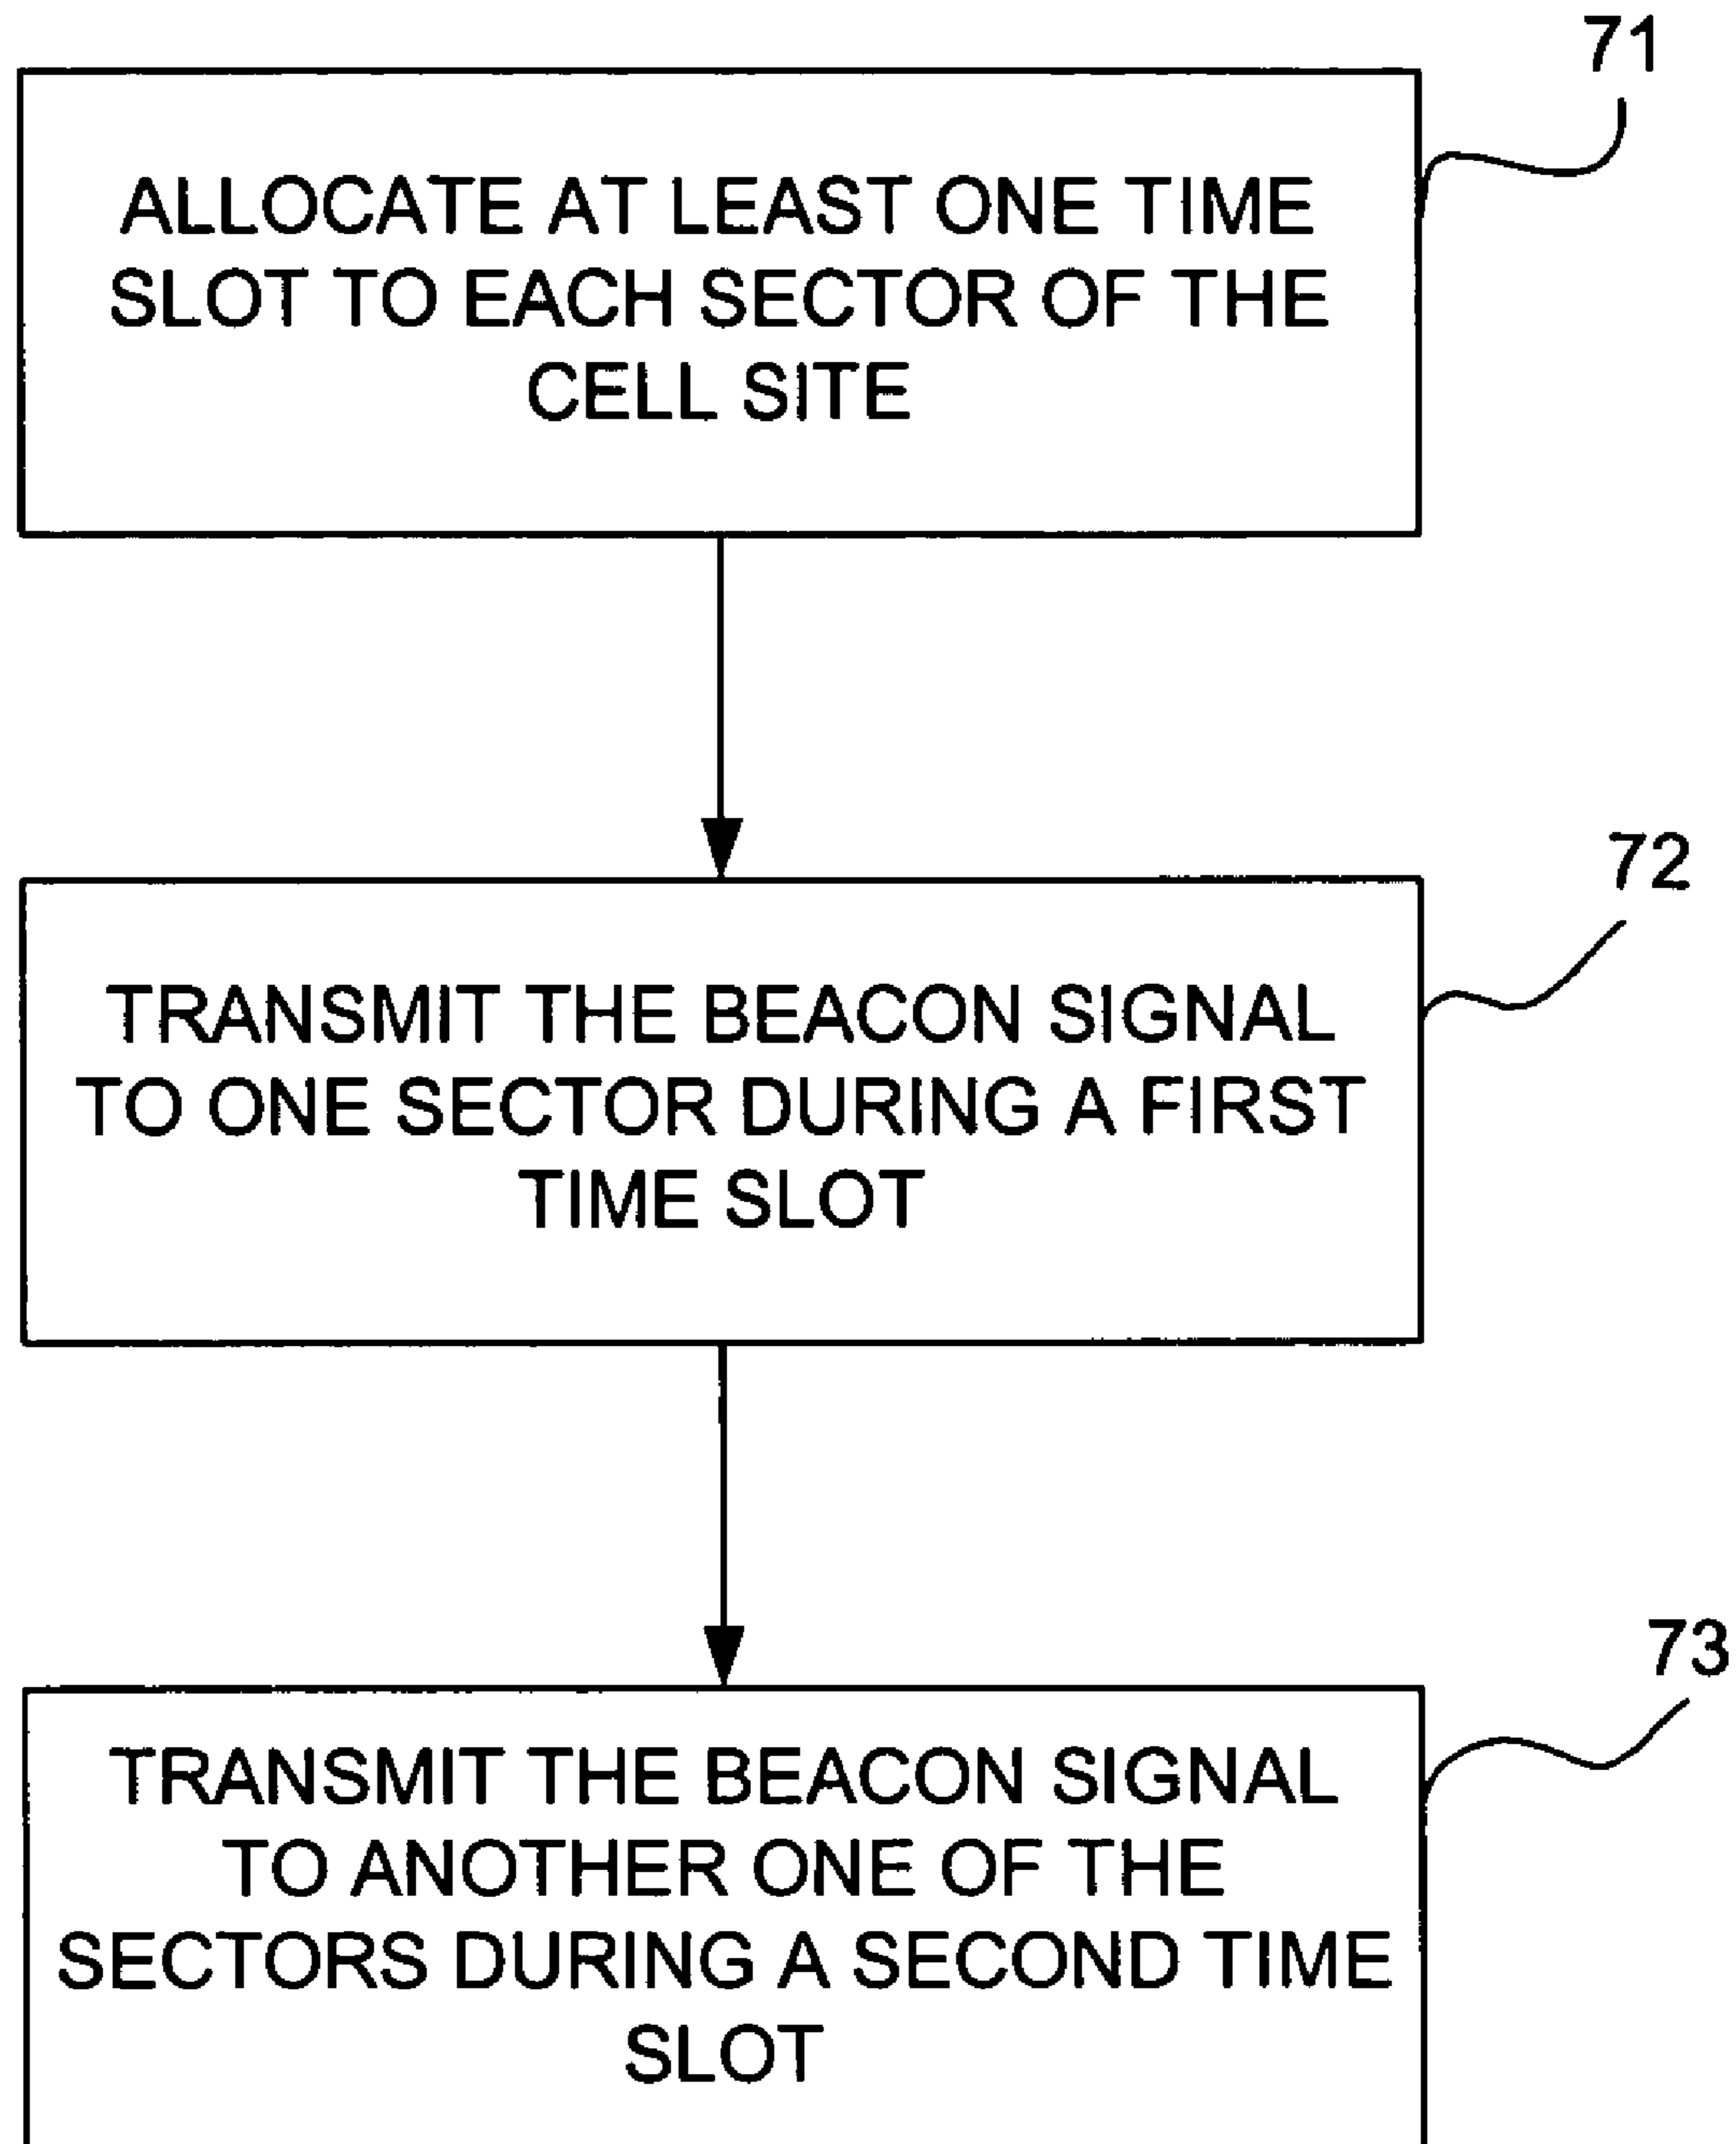 71
ALLOCATE AT LEAST ONE TIME
SLOT TO EACH SECTOR OF THE
CELL SITE
72
TRANSMIT THE BEACON SIGNAL
TO ONE SECTOR DURING A FIRST
TIME SLOT
73
TRANSMIT THE BEACON SIGNAL
TO ANOTHER ONE OF THE
SECTORS DURING A SECOND TIME
SLOT